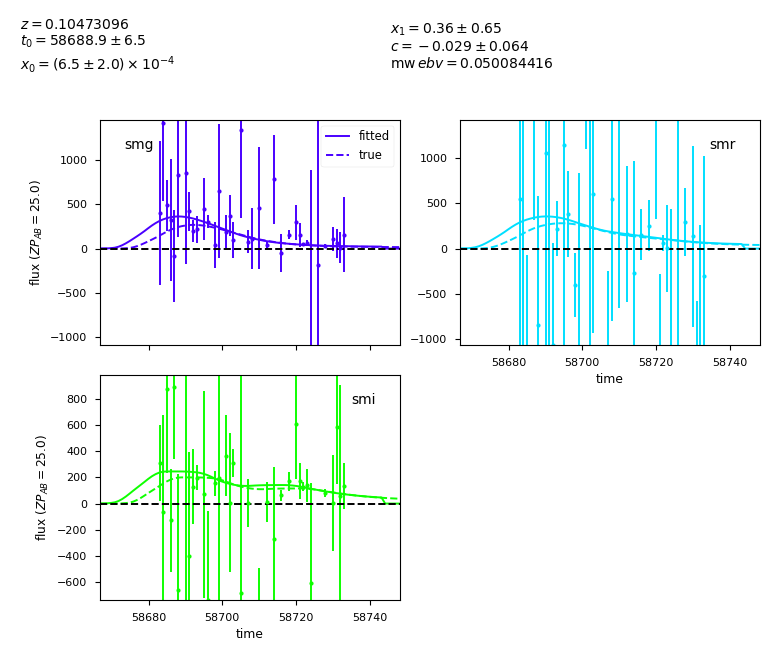 z = 0.10473096
t₀ = 58688.9 ± 6.5
x₀ = (6.5 ± 2.0) × 10⁻⁴
x₁ = 0.36 ± 0.65
c = −0.029 ± 0.064
mw ebv = 0.050084416
smg
fitted
true
1000
500
0
−500
−1000
flux (ZP_AB = 25.0)
smr
1000
500
0
−500
−1000
58680 58700 58720 58740
time
smi
800
600
400
200
0
−200
−400
−600
flux (ZP_AB = 25.0)
58680 58700 58720 58740
time